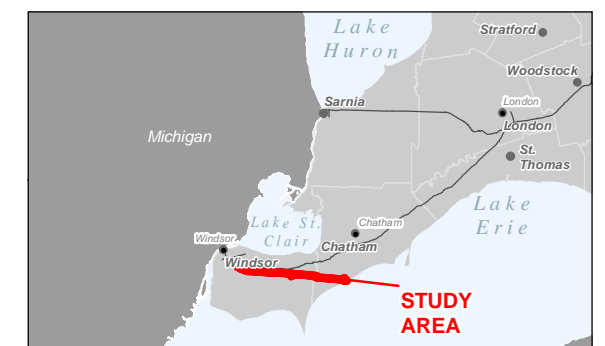 Lake
Huron
Stratford
Woodstock
Sarnia
London
London
Michigan
St.
Thomas
Lake
Erie
Lake St.
Clair
Chatham
Windsor
Chatham
Windsor
STUDY
AREA